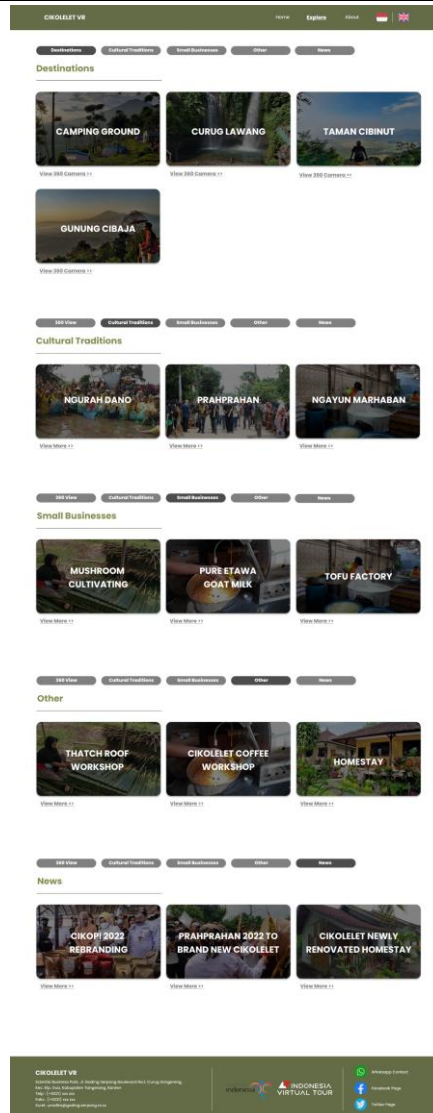 CIKOLELET VR
Home Explore About
Destinations Cultural Traditions Small Businesses Other News
Destinations
CAMPING GROUND CURUG LAWANG TAMAN CIBINUT
View 360 Camera >> View 360 Camera >> View 360 Camera >>
GUNUNG CIBAJA
View 360 Camera >>
360 View Cultural Traditions Small Businesses Other News
Cultural Traditions
NGURAH DANO PRAHPRAHAN NGAYUN MARHABAN
View More >> View More >> View More >>
360 View Cultural Traditions Small Businesses Other News
Small Businesses
MUSHROOM CULTIVATING PURE ETAWA GOAT MILK TOFU FACTORY
View More >> View More >> View More >>
360 View Cultural Traditions Small Businesses Other News
Other
THATCH ROOF WORKSHOP CIKOLELET COFFEE WORKSHOP HOMESTAY
View More >> View More >> View More >>
360 View Cultural Traditions Small Businesses Other News
News
CIKOP! 2022 REBRANDING PRAHPRAHAN 2022 TO BRAND NEW CIKOLELET CIKOLELET NEWLY RENOVATED HOMESTAY
View More >> View More >> View More >>
CIKOLELET VR
indonesia
INDONESIA
VIRTUAL TOUR
Whatsapp Contact
Facebook Page
Twitter Page